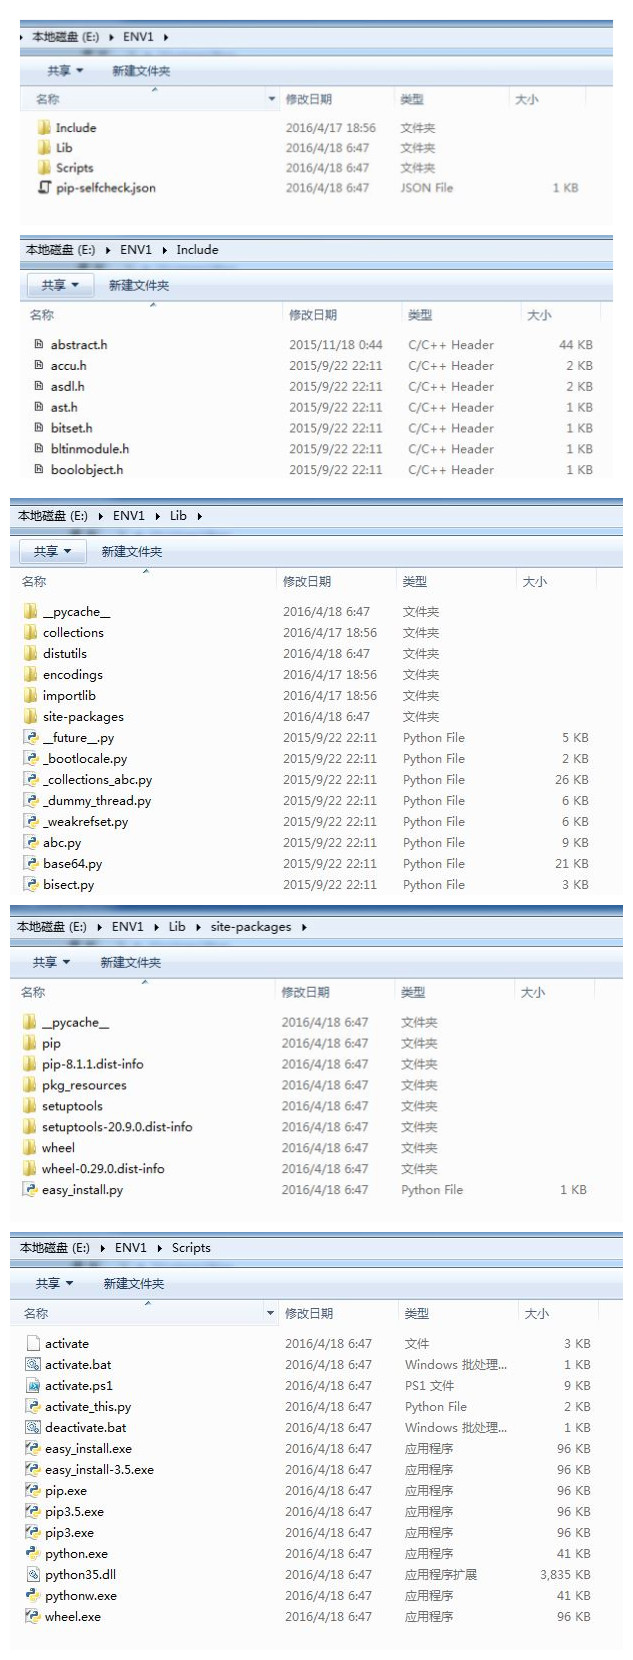 本地磁盘 (E:) ▸ ENV1 ▸
共享 新建文件夹
名称 修改日期 类型 大小
Include 2016/4/17 18:56 文件夹
Lib 2016/4/18 6:47 文件夹
Scripts 2016/4/18 6:47 文件夹
pip-selfcheck.json 2016/4/18 6:47 JSON File 1 KB
本地磁盘 (E:) ▸ ENV1 ▸ Include
共享 新建文件夹
名称 修改日期 类型 大小
abstract.h 2015/11/18 0:44 C/C++ Header 44 KB
accu.h 2015/9/22 22:11 C/C++ Header 2 KB
asdl.h 2015/9/22 22:11 C/C++ Header 2 KB
ast.h 2015/9/22 22:11 C/C++ Header 1 KB
bitset.h 2015/9/22 22:11 C/C++ Header 1 KB
bltinmodule.h 2015/9/22 22:11 C/C++ Header 1 KB
boolobject.h 2015/9/22 22:11 C/C++ Header 1 KB
本地磁盘 (E:) ▸ ENV1 ▸ Lib ▸
共享 新建文件夹
名称 修改日期 类型 大小
__pycache__ 2016/4/18 6:47 文件夹
collections 2016/4/17 18:56 文件夹
distutils 2016/4/18 6:47 文件夹
encodings 2016/4/17 18:56 文件夹
importlib 2016/4/17 18:56 文件夹
site-packages 2016/4/18 6:47 文件夹
__future__.py 2015/9/22 22:11 Python File 5 KB
_bootlocale.py 2015/9/22 22:11 Python File 2 KB
_collections_abc.py 2015/9/22 22:11 Python File 26 KB
_dummy_thread.py 2015/9/22 22:11 Python File 6 KB
_weakrefset.py 2015/9/22 22:11 Python File 6 KB
abc.py 2015/9/22 22:11 Python File 9 KB
base64.py 2015/9/22 22:11 Python File 21 KB
bisect.py 2015/9/22 22:11 Python File 3 KB
本地磁盘 (E:) ▸ ENV1 ▸ Lib ▸ site-packages ▸
共享 新建文件夹
名称 修改日期 类型 大小
__pycache__ 2016/4/18 6:47 文件夹
pip 2016/4/18 6:47 文件夹
pip-8.1.1.dist-info 2016/4/18 6:47 文件夹
pkg_resources 2016/4/18 6:47 文件夹
setuptools 2016/4/18 6:47 文件夹
setuptools-20.9.0.dist-info 2016/4/18 6:47 文件夹
wheel 2016/4/18 6:47 文件夹
wheel-0.29.0.dist-info 2016/4/18 6:47 文件夹
easy_install.py 2016/4/18 6:47 Python File 1 KB
本地磁盘 (E:) ▸ ENV1 ▸ Scripts
共享 新建文件夹
名称 修改日期 类型 大小
activate 2016/4/18 6:47 文件 3 KB
activate.bat 2016/4/18 6:47 Windows 批处理... 1 KB
activate.ps1 2016/4/18 6:47 PS1 文件 9 KB
activate_this.py 2016/4/18 6:47 Python File 2 KB
deactivate.bat 2016/4/18 6:47 Windows 批处理... 1 KB
easy_install.exe 2016/4/18 6:47 应用程序 96 KB
easy_install-3.5.exe 2016/4/18 6:47 应用程序 96 KB
pip.exe 2016/4/18 6:47 应用程序 96 KB
pip3.5.exe 2016/4/18 6:47 应用程序 96 KB
pip3.exe 2016/4/18 6:47 应用程序 96 KB
python.exe 2016/4/18 6:47 应用程序 41 KB
python35.dll 2016/4/18 6:47 应用程序扩展 3,835 KB
pythonw.exe 2016/4/18 6:47 应用程序 41 KB
wheel.exe 2016/4/18 6:47 应用程序 96 KB